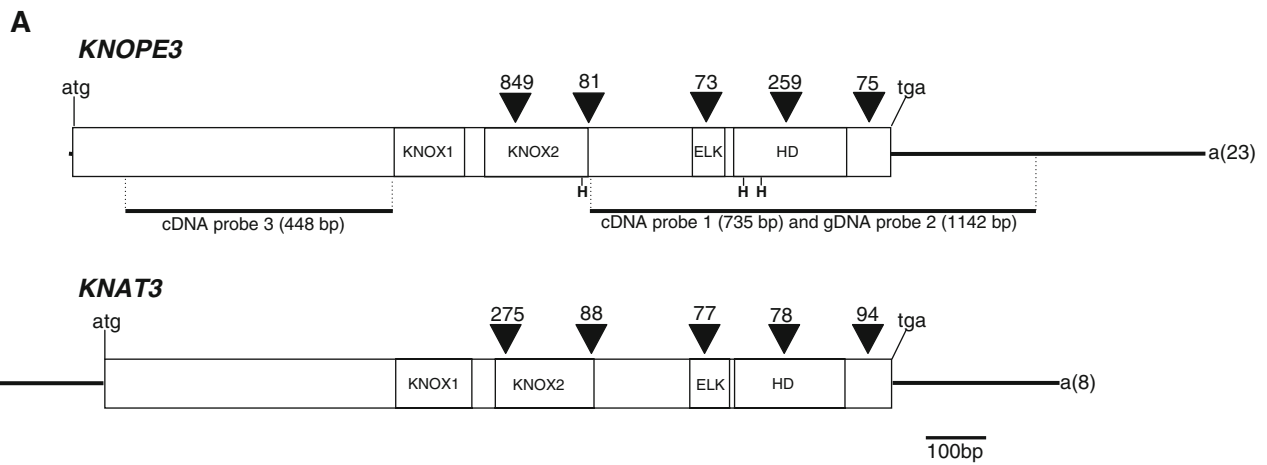 A
KNOPE3
atg 849 81 73 259 75 tga
KNOX1 KNOX2 ELK HD a(23)
H H H
cDNA probe 3 (448 bp) cDNA probe 1 (735 bp) and gDNA probe 2 (1142 bp)
KNAT3
atg 275 88 77 78 94 tga
KNOX1 KNOX2 ELK HD a(8)
100bp